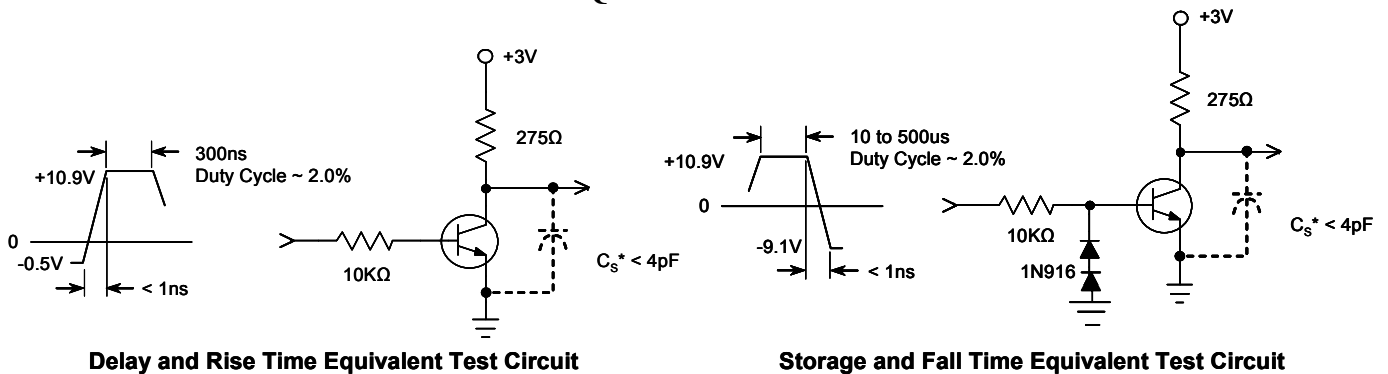 +3V
275Ω
300ns
Duty Cycle ~ 2.0%
+10.9V
0
-0.5V
< 1ns
10KΩ
Cs* < 4pF
Delay and Rise Time Equivalent Test Circuit
+3V
275Ω
10 to 500us
Duty Cycle ~ 2.0%
+10.9V
0
-9.1V
< 1ns
10KΩ
1N916
Cs* < 4pF
Storage and Fall Time Equivalent Test Circuit